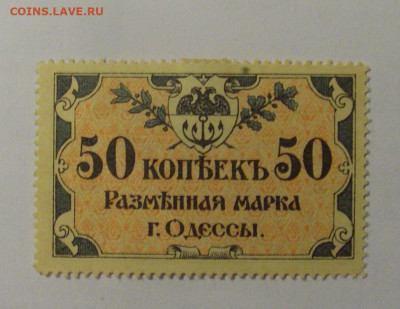 COINS.LAVE.RU
50 КОПѢЕКЪ 50
РАЗМѢННАЯ МАРКА
Г. ОДЕССЫ.